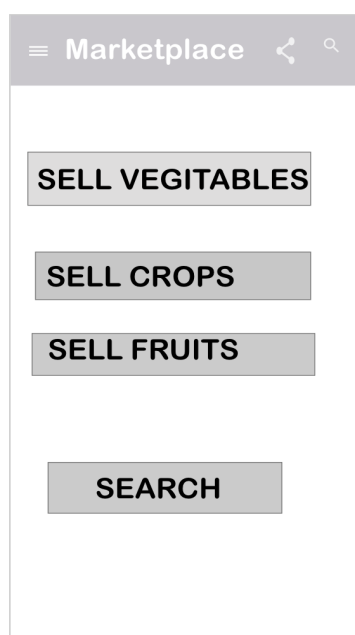 Marketplace
SELL VEGITABLES
SELL CROPS
SELL FRUITS
SEARCH